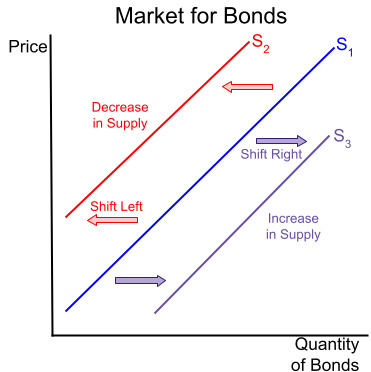 Market for Bonds
Price
S2
S1
Decrease
in Supply
Shift Right
S3
Shift Left
Increase
in Supply
Quantity
of Bonds